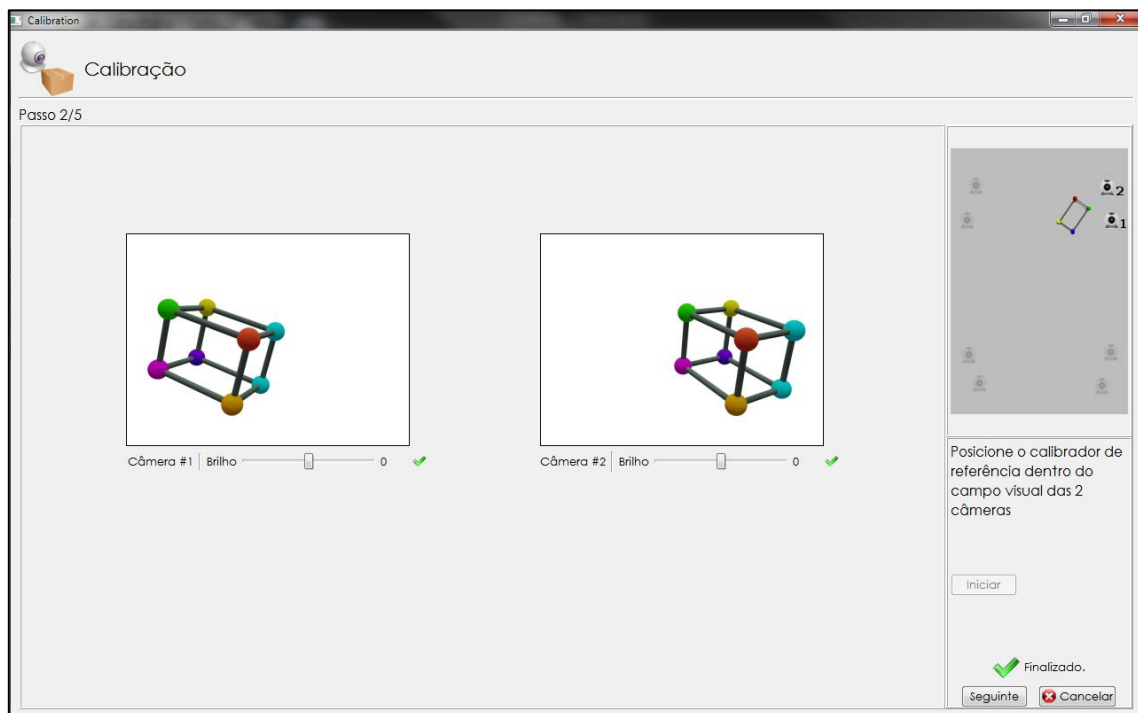 Calibration
Calibração
Passo 2/5
2
1
Câmera #1 Brilho 0
Câmera #2 Brilho 0
Posicione o calibrador de
referência dentro do
campo visual das 2
câmeras
Iniciar
Finalizado.
Seguinte Cancelar